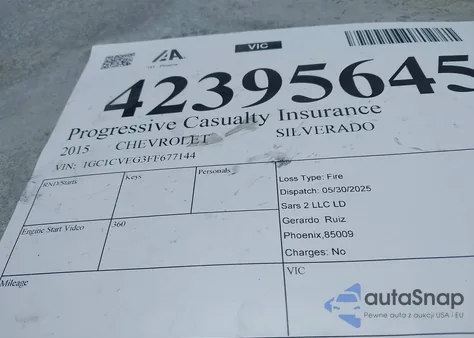 VIC
IAA
42395645
Progressive Casualty Insurance
2015 CHEVROLET SILVERADO
VIN: 1GC1CVEG3FF677144
RND/Starts
Keys
Personals
Engine Start Video
360
Mileage
Loss Type: Fire
Dispatch: 05/30/2025
Sars 2 LLC LD
Gerardo Ruiz
Phoenix,85009
Charges: No
VIC
autaSnap
Pewne auta z aukcji USA i EU